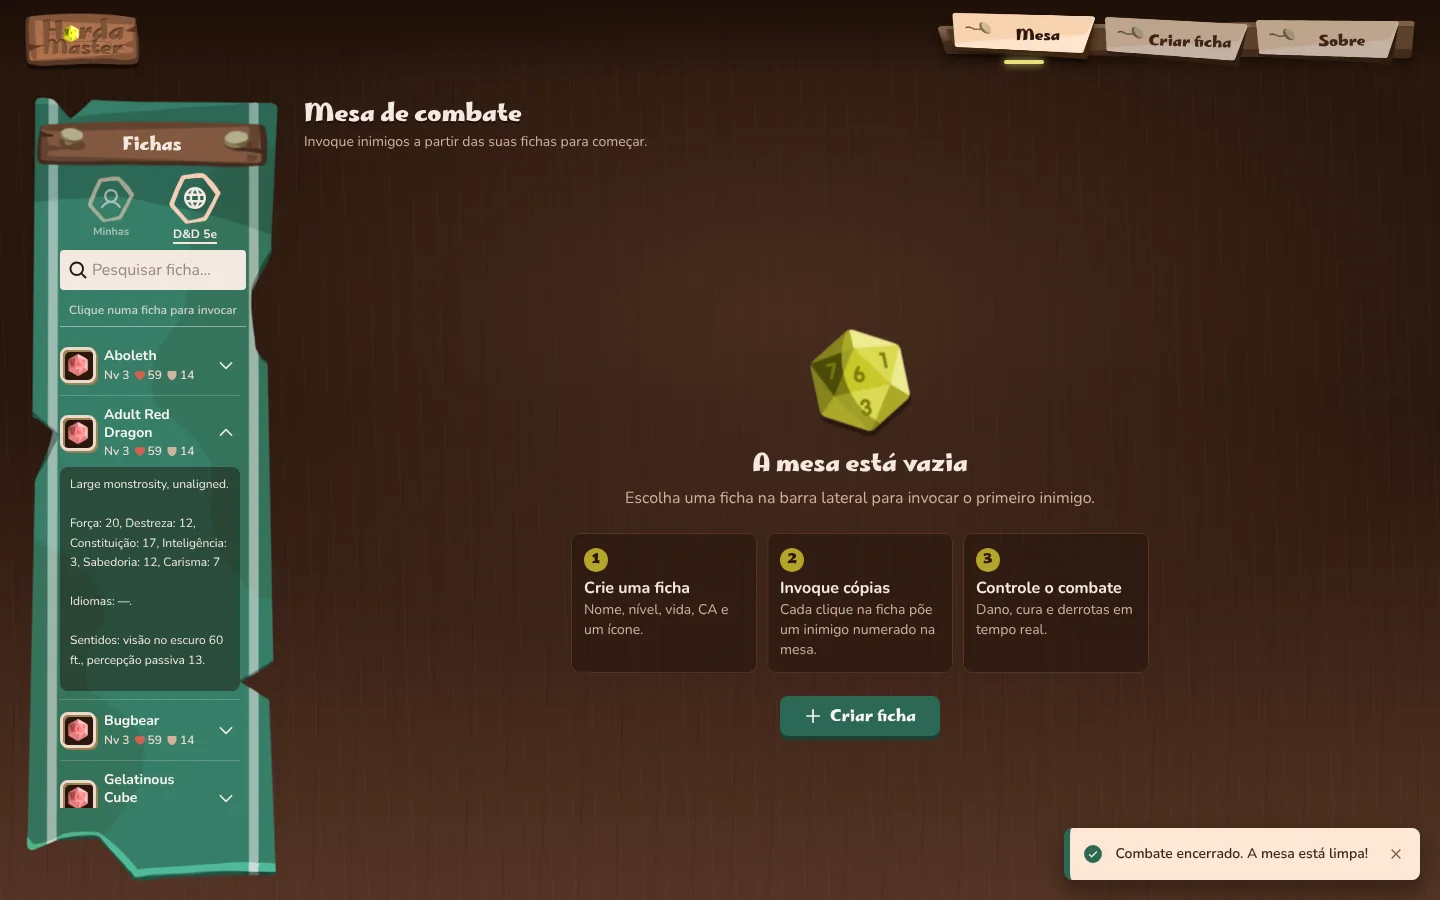 Horda
Master
Mesa
Criar ficha
Sobre
Fichas
Minhas
D&D 5e
Pesquisar ficha...
Clique numa ficha para invocar
Aboleth
Nv 3 59 14
Adult Red
Dragon
Nv 3 59 14
Large monstrosity, unaligned.
Força: 20, Destreza: 12,
Constituição: 17, Inteligência:
3, Sabedoria: 12, Carisma: 7
Idiomas: —.
Sentidos: visão no escuro 60
ft., percepção passiva 13.
Bugbear
Nv 3 59 14
Gelatinous
Cube
Mesa de combate
Invoque inimigos a partir das suas fichas para começar.
7 6 1
3
A mesa está vazia
Escolha uma ficha na barra lateral para invocar o primeiro inimigo.
1
Crie uma ficha
Nome, nível, vida, CA e
um ícone.
2
Invoque cópias
Cada clique na ficha põe
um inimigo numerado na
mesa.
3
Controle o combate
Dano, cura e derrotas em
tempo real.
Criar ficha
Combate encerrado. A mesa está limpa!